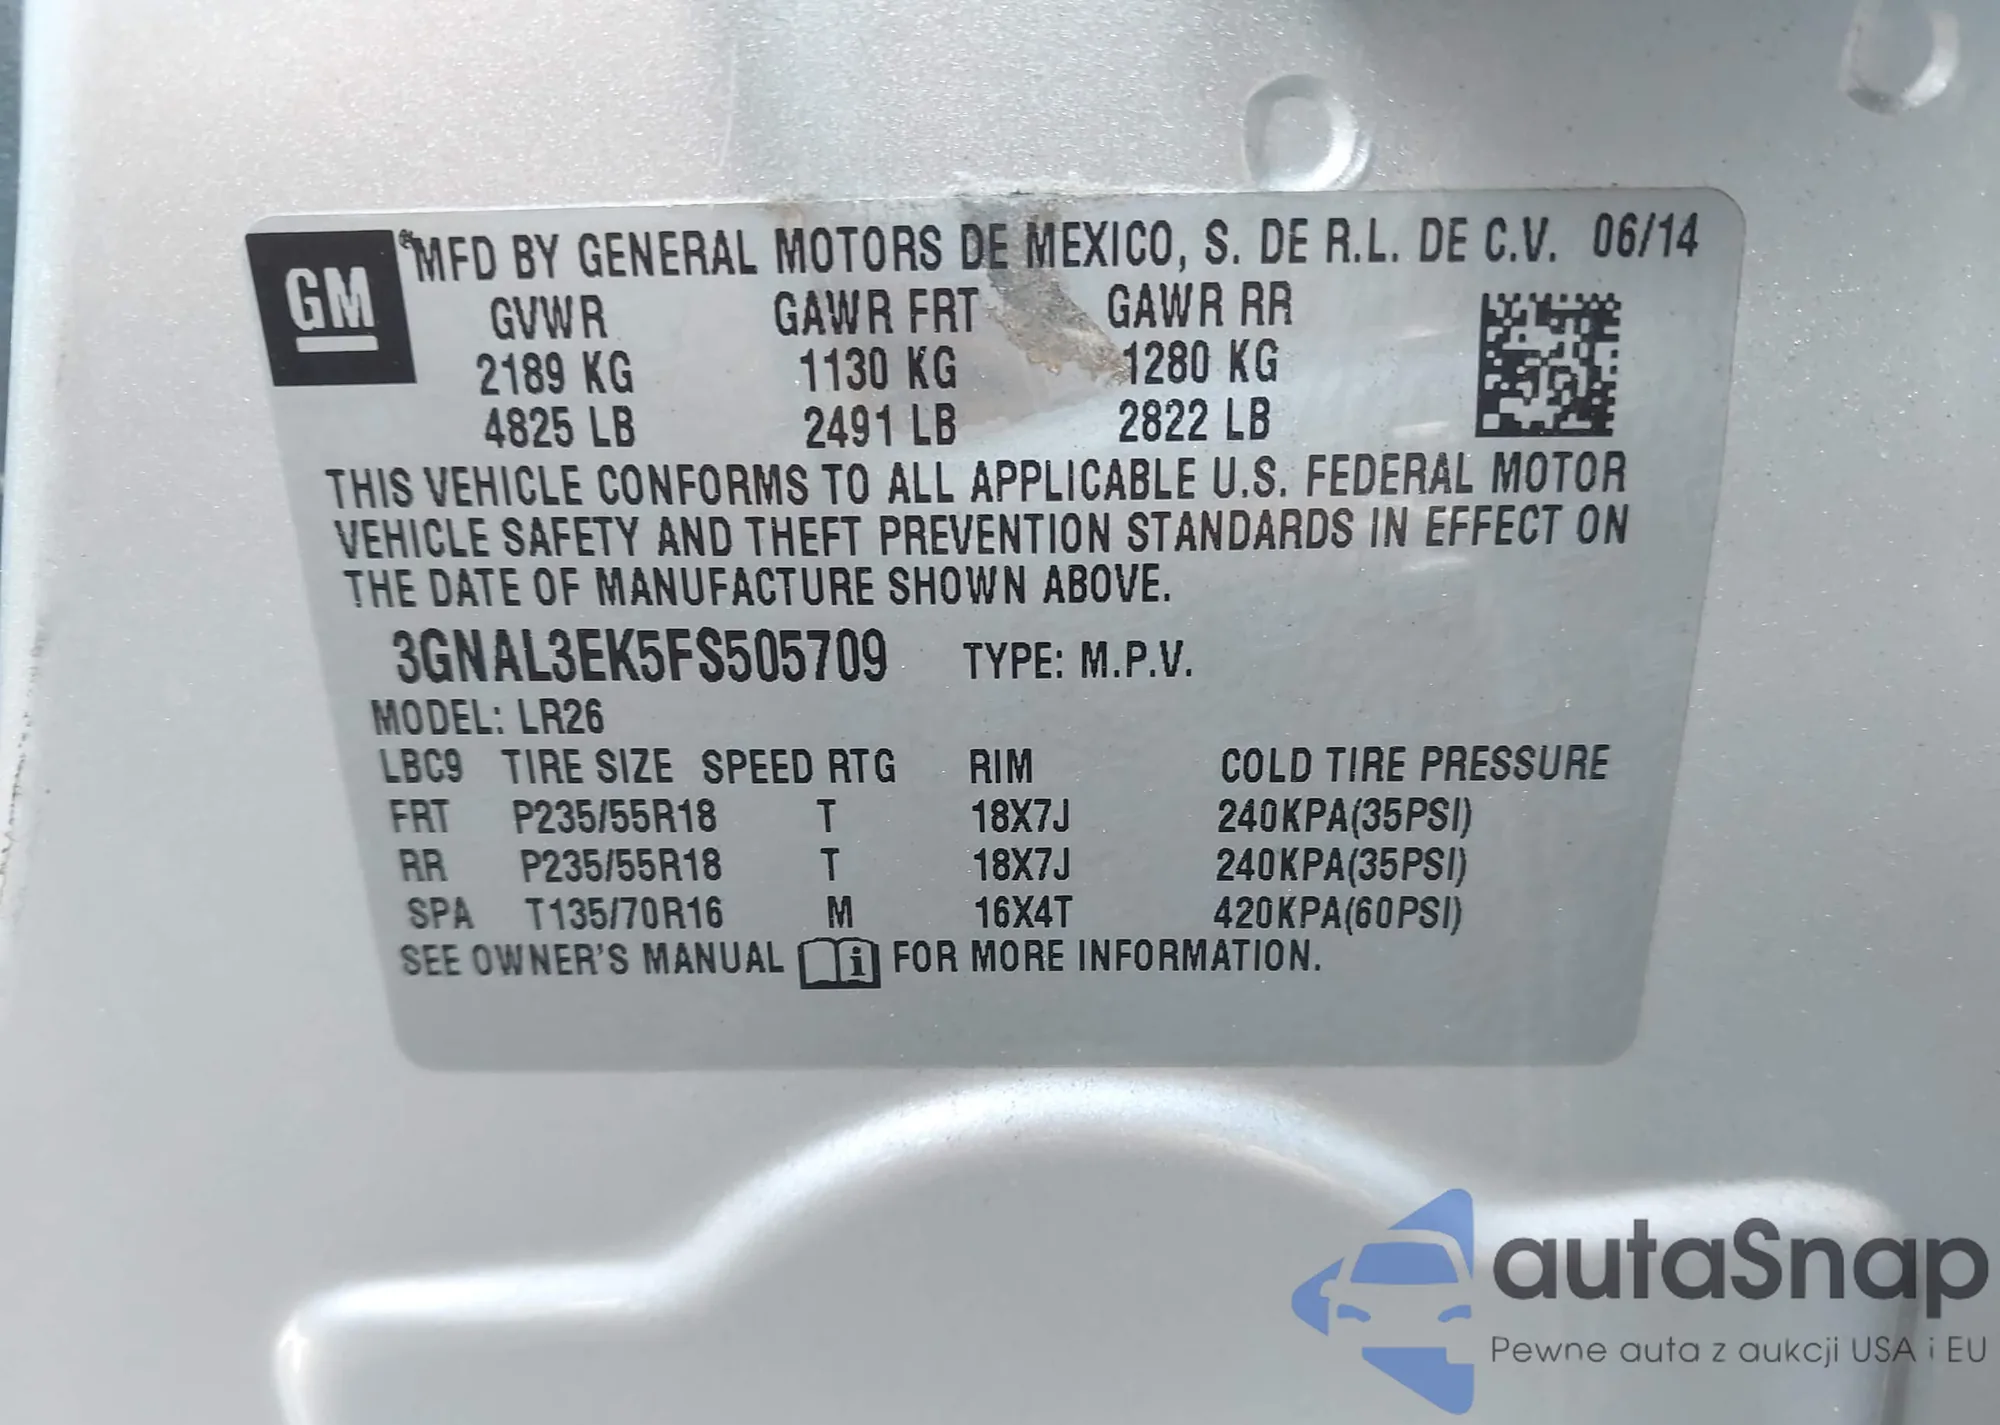 GM
MFD BY GENERAL MOTORS DE MEXICO, S. DE R.L. DE C.V. 06/14
GVWR GAWR FRT GAWR RR
2189 KG 1130 KG 1280 KG
4825 LB 2491 LB 2822 LB
THIS VEHICLE CONFORMS TO ALL APPLICABLE U.S. FEDERAL MOTOR
VEHICLE SAFETY AND THEFT PREVENTION STANDARDS IN EFFECT ON
THE DATE OF MANUFACTURE SHOWN ABOVE.
3GNAL3EK5FS505709 TYPE: M.P.V.
MODEL: LR26
LBC9 TIRE SIZE SPEED RTG RIM COLD TIRE PRESSURE
FRT P235/55R18 T 18X7J 240KPA(35PSI)
RR P235/55R18 T 18X7J 240KPA(35PSI)
SPA T135/70R16 M 16X4T 420KPA(60PSI)
SEE OWNER'S MANUAL i FOR MORE INFORMATION.
autaSnap
Pewne auta z aukcji USA i EU